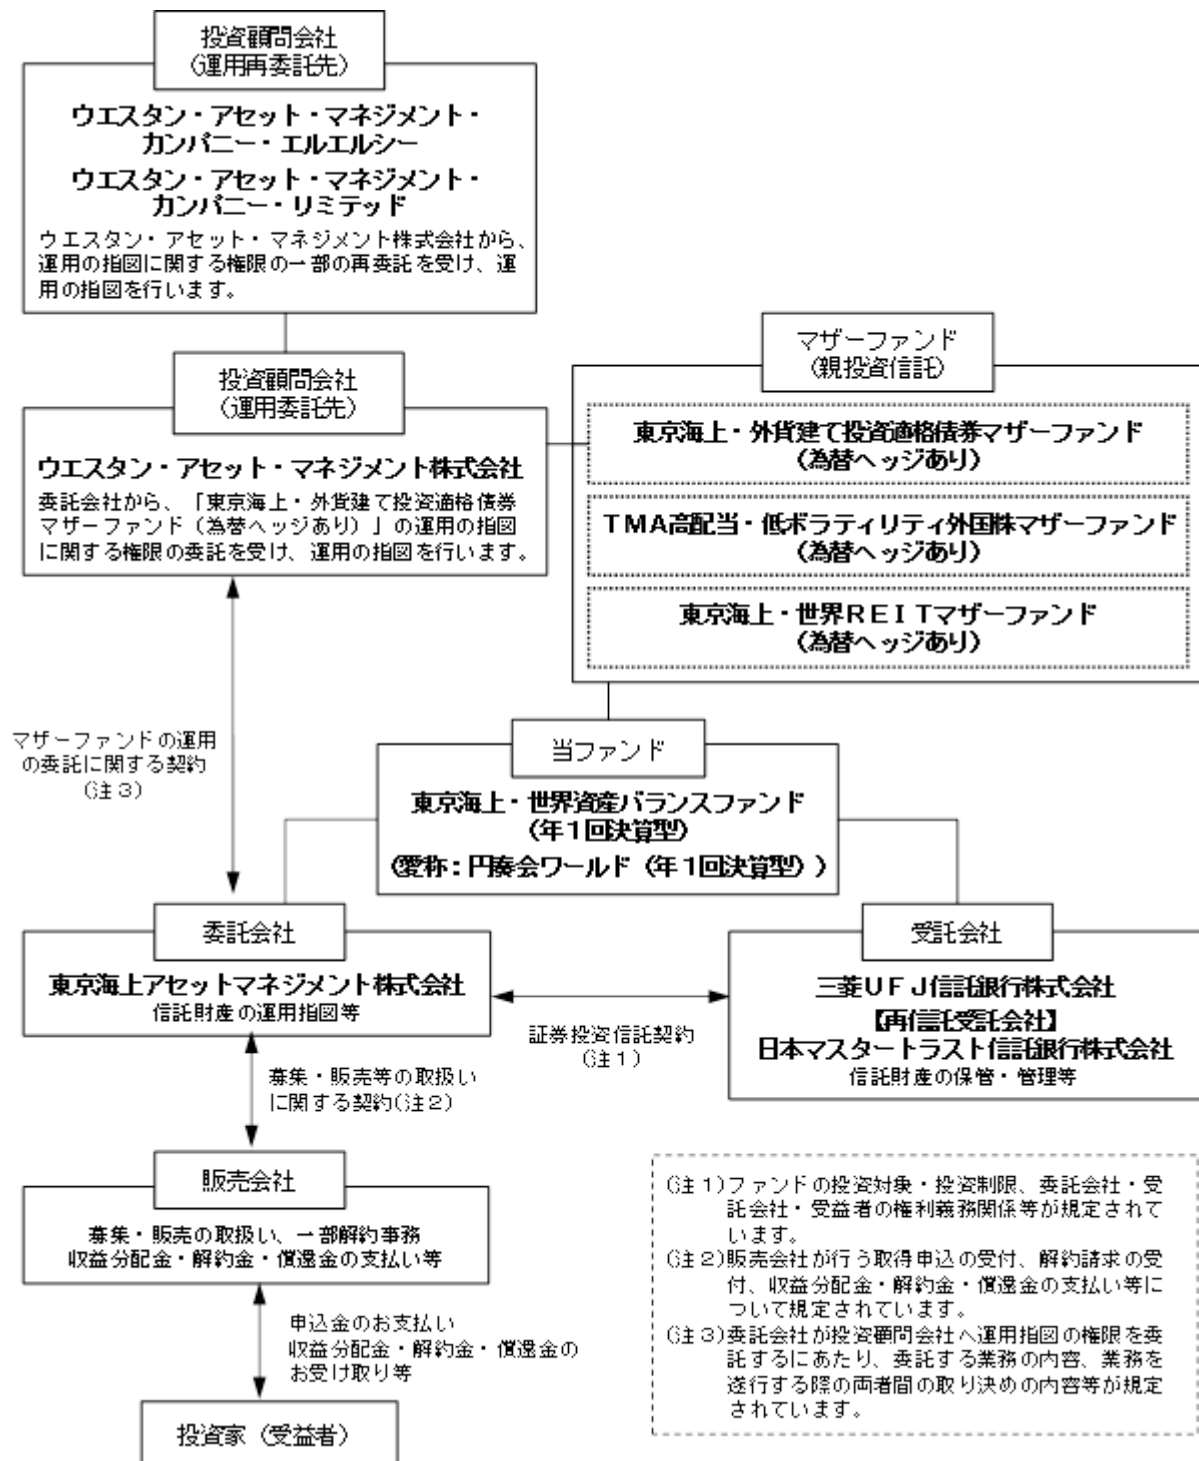 投資顧問会社
（運用再委託先）
ウエスタン・アセット・マネジメント・
カンパニー・エルエルシー
ウエスタン・アセット・マネジメント・
カンパニー・リミテッド
ウエスタン・アセット・マネジメント株式会社から、
運用の指図に関する権限の一部の再委託を受け、運
用の指図を行います。
投資顧問会社
（運用委託先）
ウエスタン・アセット・マネジメント株式会社
委託会社から、「東京海上・外貨建て投資適格債券
マザーファンド（為替ヘッジあり）」の運用の指図
に関する権限の委託を受け、運用の指図を行います。
マザーファンド
（親投資信託）
東京海上・外貨建て投資適格債券マザーファンド
（為替ヘッジあり）
ＴＭＡ高配当・低ボラティリティ外国株マザーファンド
（為替ヘッジあり）
東京海上・世界ＲＥＩＴマザーファンド
（為替ヘッジあり）
マザーファンドの運用
の委託に関する契約
（注３）
当ファンド
東京海上・世界資産バランスファンド
（年１回決算型）
（愛称：円奏会ワールド（年１回決算型））
委託会社
東京海上アセットマネジメント株式会社
信託財産の運用指図等
証券投資信託契約
（注１）
受託会社
三菱ＵＦＪ信託銀行株式会社
【再信託受託会社】
日本マスタートラスト信託銀行株式会社
信託財産の保管・管理等
募集・販売等の取扱い
に関する契約（注２）
販売会社
募集・販売の取扱い、一部解約事務
収益分配金・解約金・償還金の支払い等
申込金のお支払い
収益分配金・解約金・償還金の
お受け取り等
投資家（受益者）
（注１）ファンドの投資対象・投資制限、委託会社・受
託会社・受益者の権利義務関係等が規定されて
います。
（注２）販売会社が行う取得申込の受付、解約請求の受
付、収益分配金・解約金・償還金の支払い等に
ついて規定されています。
（注３）委託会社が投資顧問会社へ運用指図の権限を委
託するにあたり、委託する業務の内容、業務を
遂行する際の両者間の取り決めの内容等が規定
されています。